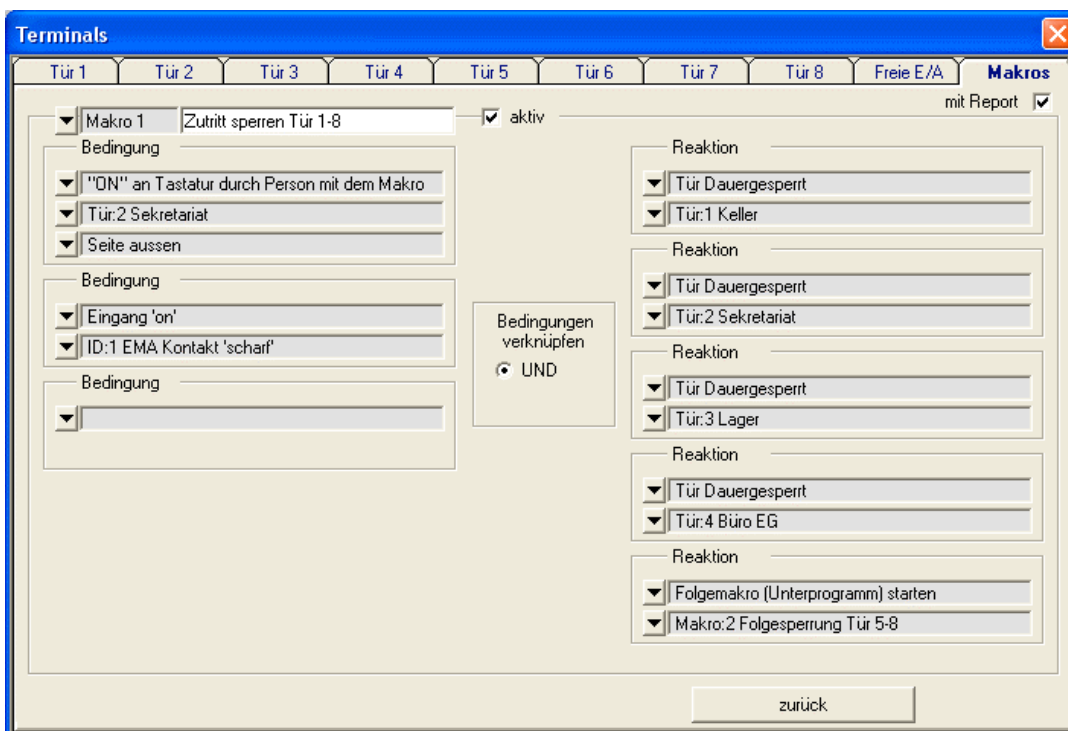 Terminals
Tür 1 Tür 2 Tür 3 Tür 4 Tür 5 Tür 6 Tür 7 Tür 8 Freie E/A Makros
mit Report
Makro 1 Zutritt sperren Tür 1-8 aktiv
Bedingung
"ON" an Tastatur durch Person mit dem Makro
Tür:2 Sekretariat
Seite aussen
Bedingung
Eingang 'on'
ID:1 EMA Kontakt 'scharf'
Bedingung
Bedingungen
verknüpfen
UND
Reaktion
Tür Dauergesperrt
Tür:1 Keller
Reaktion
Tür Dauergesperrt
Tür:2 Sekretariat
Reaktion
Tür Dauergesperrt
Tür:3 Lager
Reaktion
Tür Dauergesperrt
Tür:4 Büro EG
Reaktion
Folgemakro (Unterprogramm) starten
Makro:2 Folgesperrung Tür 5-8
zurück